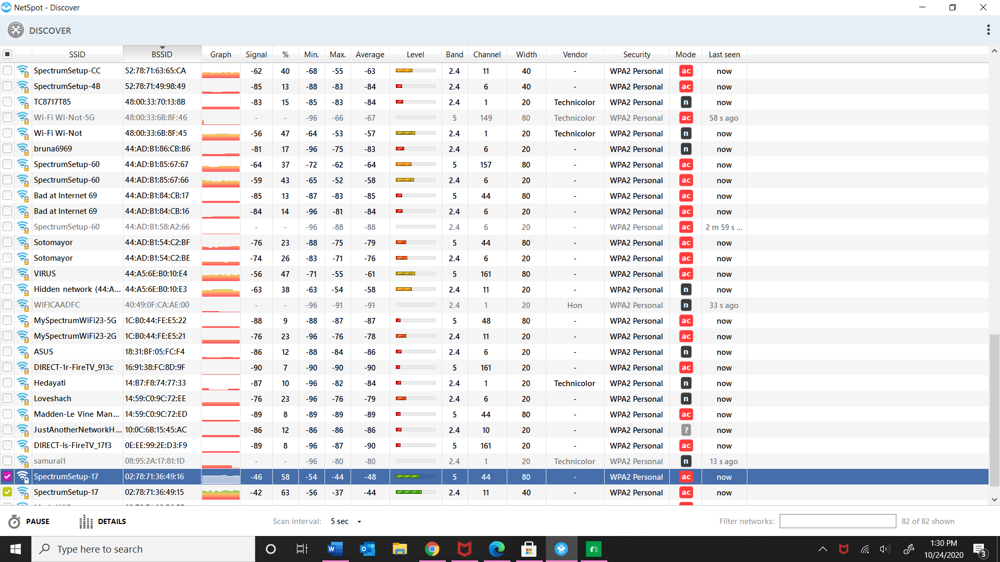 NetSpot - Discover
DISCOVER
SSID BSSID Graph Signal % Min. Max. Average Level Band Channel Width Vendor Security Mode Last seen
SpectrumSetup-CC 52:78:71:63:65:CA -62 40 -68 -55 -63 2.4 11 40 - WPA2 Personal ac now
SpectrumSetup-4B 52:78:71:49:98:49 -85 13 -88 -83 -84 2.4 6 40 - WPA2 Personal ac now
TC8717T85 48:00:33:70:13:8B -83 15 -85 -83 -84 2.4 1 20 Technicolor WPA2 Personal n now
Wi-Fi Wi-Not-5G 48:00:33:6B:8F:46 - - -96 -66 -67 5 149 80 Technicolor WPA2 Personal ac 58 s ago
Wi-Fi Wi-Not 48:00:33:6B:8F:45 -56 47 -64 -53 -57 2.4 1 20 Technicolor WPA2 Personal n now
bruna6969 44:AD:B1:86:CB:B6 -81 17 -96 -75 -83 2.4 6 20 - WPA2 Personal n now
SpectrumSetup-60 44:AD:B1:85:67:67 -64 37 -72 -62 -64 5 157 80 - WPA2 Personal ac now
SpectrumSetup-60 44:AD:B1:85:67:66 -59 43 -65 -52 -58 2.4 6 20 - WPA2 Personal ac now
Bad at Internet 69 44:AD:B1:84:CB:17 -85 13 -87 -83 -85 5 44 80 - WPA2 Personal ac now
Bad at Internet 69 44:AD:B1:84:CB:16 -84 14 -96 -81 -84 2.4 6 20 - WPA2 Personal ac now
SpectrumSetup-60 44:AD:B1:58:A2:66 - - -96 -88 -88 2.4 6 20 - WPA2 Personal ac 2 m 59 s ...
Sotomayor 44:AD:B1:54:C2:BF -76 23 -88 -75 -79 5 44 80 - WPA2 Personal ac now
Sotomayor 44:AD:B1:54:C2:BE -74 26 -83 -71 -76 2.4 6 20 - WPA2 Personal ac now
VIRUS 44:A5:6E:B0:10:E4 -56 47 -71 -55 -61 5 161 80 - WPA2 Personal ac now
Hidden network (44:A... 44:A5:6E:B0:10:E3 -63 38 -63 -54 -58 2.4 11 20 - WPA2 Personal n now
WIFICAADFC 40:49:0F:CA:AE:00 - - -96 -91 -91 2.4 1 20 Hon WPA2 Personal n 33 s ago
MySpectrumWiFi23-5G 1C:B0:44:FE:E5:22 -88 9 -88 -87 -87 5 48 80 - WPA2 Personal ac now
MySpectrumWiFi23-2G 1C:B0:44:FE:E5:21 -76 23 -96 -76 -78 2.4 11 20 - WPA2 Personal ac now
ASUS 18:31:BF:05:FC:F4 -86 12 -88 -84 -86 2.4 6 20 - WPA2 Personal n now
DIRECT-1r-FireTV_913c 16:91:38:FC:8D:9F -90 7 -90 -90 -90 5 161 20 - WPA2 Personal ac now
Hedayati 14:B7:F8:74:77:33 -87 10 -96 -82 -84 2.4 1 20 Technicolor WPA2 Personal n now
Loveshach 14:59:C0:9C:72:EE -76 23 -96 -76 -79 2.4 6 20 - WPA2 Personal n now
Madden-Le Vine Man... 14:59:C0:9C:72:ED -89 8 -89 -89 -89 5 44 80 - WPA2 Personal ac now
JustAnotherNetworkH... 10:0C:6B:15:45:AC -86 12 -86 -86 -86 2.4 10 20 - WPA2 Personal ? now
DIRECT-ls-FireTV_17f3 0E:EE:99:2E:D3:F9 -89 8 -96 -87 -90 5 161 20 - WPA2 Personal ac now
samurai1 08:95:2A:17:81:1D - - -96 -80 -80 2.4 1 20 Technicolor WPA2 Personal n 13 s ago
SpectrumSetup-17 02:78:71:36:49:16 -46 58 -54 -44 -48 5 44 80 - WPA2 Personal ac now
SpectrumSetup-17 02:78:71:36:49:15 -42 63 -56 -37 -44 2.4 11 40 - WPA2 Personal ac now
PAUSE DETAILS Scan interval: 5 sec Filter networks: 82 of 82 shown
Type here to search
1:30 PM
10/24/2020
3